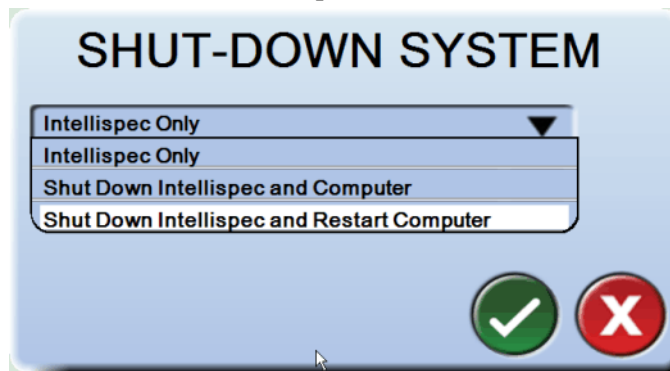 SHUT-DOWN SYSTEM
Intellispec Only
Intellispec Only
Shut Down Intellispec and Computer
Shut Down Intellispec and Restart Computer